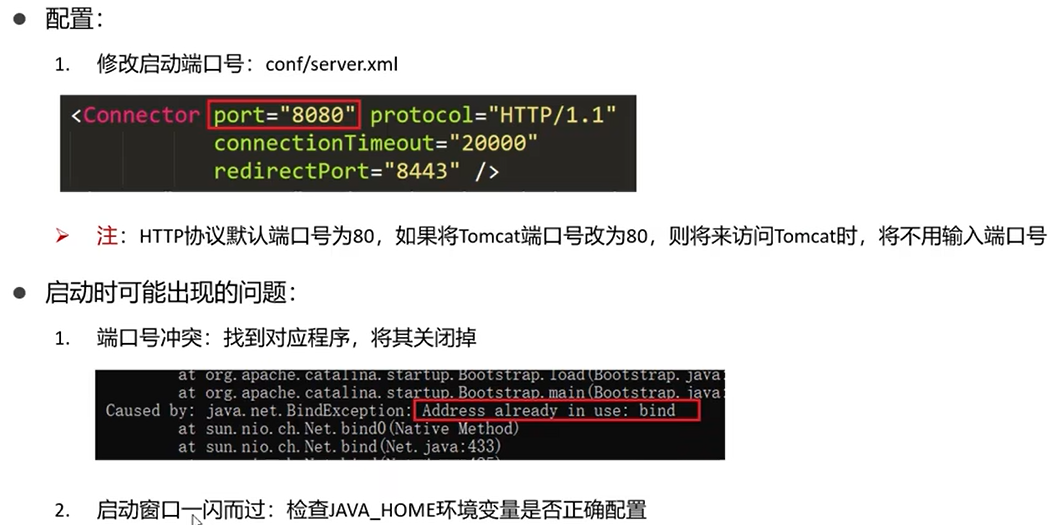 配置：
1. 修改启动端口号：conf/server.xml
<Connector port="8080" protocol="HTTP/1.1"
connectionTimeout="20000"
redirectPort="8443" />
注：HTTP协议默认端口号为80，如果将Tomcat端口号改为80，则将来访问Tomcat时，将不用输入端口号
启动时可能出现的问题：
1. 端口号冲突：找到对应程序，将其关闭掉
at org.apache.catalina.startup.Bootstrap.load(Bootstrap.java:
at org.apache.catalina.startup.Bootstrap.main(Bootstrap.java:
Caused by: java.net.BindException: Address already in use: bind
at sun.nio.ch.Net.bind0(Native Method)
at sun.nio.ch.Net.bind(Net.java:433)
2. 启动窗口一闪而过：检查JAVA_HOME环境变量是否正确配置